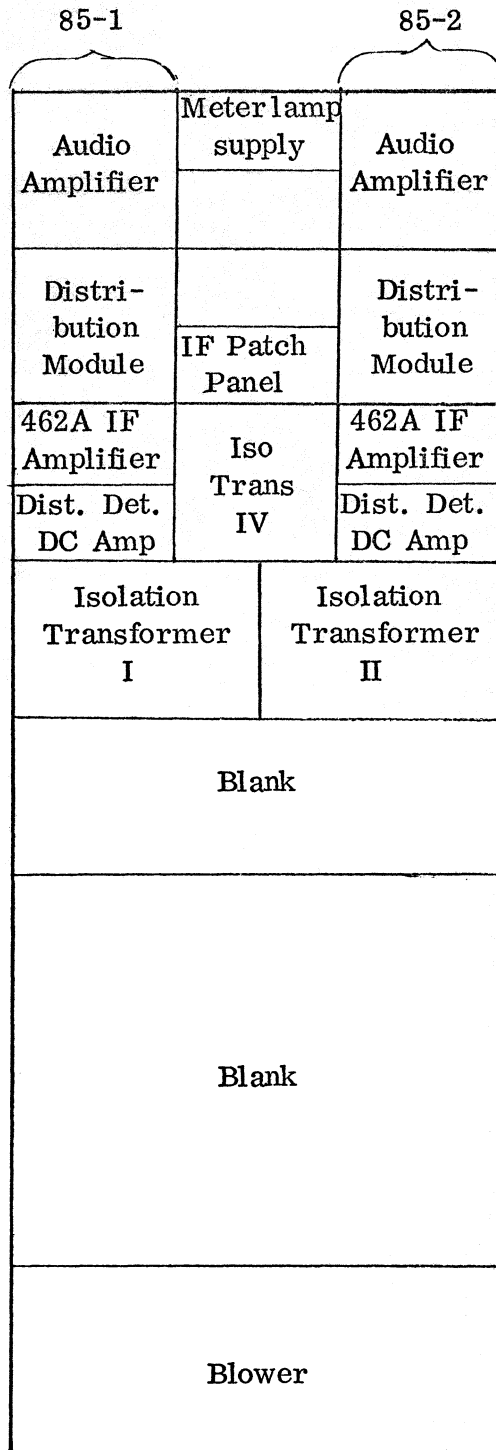 85-1
85-2
Audio
Amplifier
Meter lamp
supply
Audio
Amplifier
Distri-
bution
Module
IF Patch
Panel
Distri-
bution
Module
462A IF
Amplifier
Dist. Det.
DC Amp
Iso
Trans
IV
462A IF
Amplifier
Dist. Det.
DC Amp
Isolation
Transformer
I
Isolation
Transformer
II
Blank
Blank
Blower